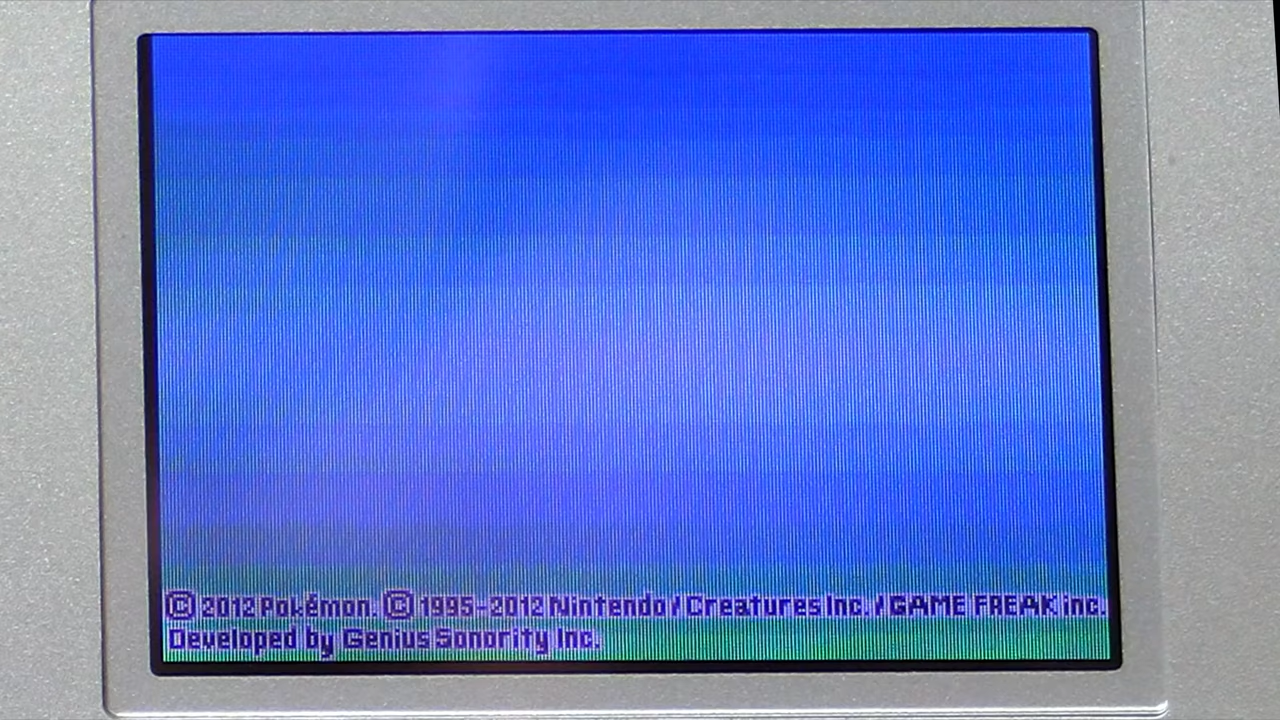 © 2012 Pokémon. © 1995-2012 Nintendo / Creatures Inc. / GAME FREAK inc.
Developed by Genius Sonority Inc.